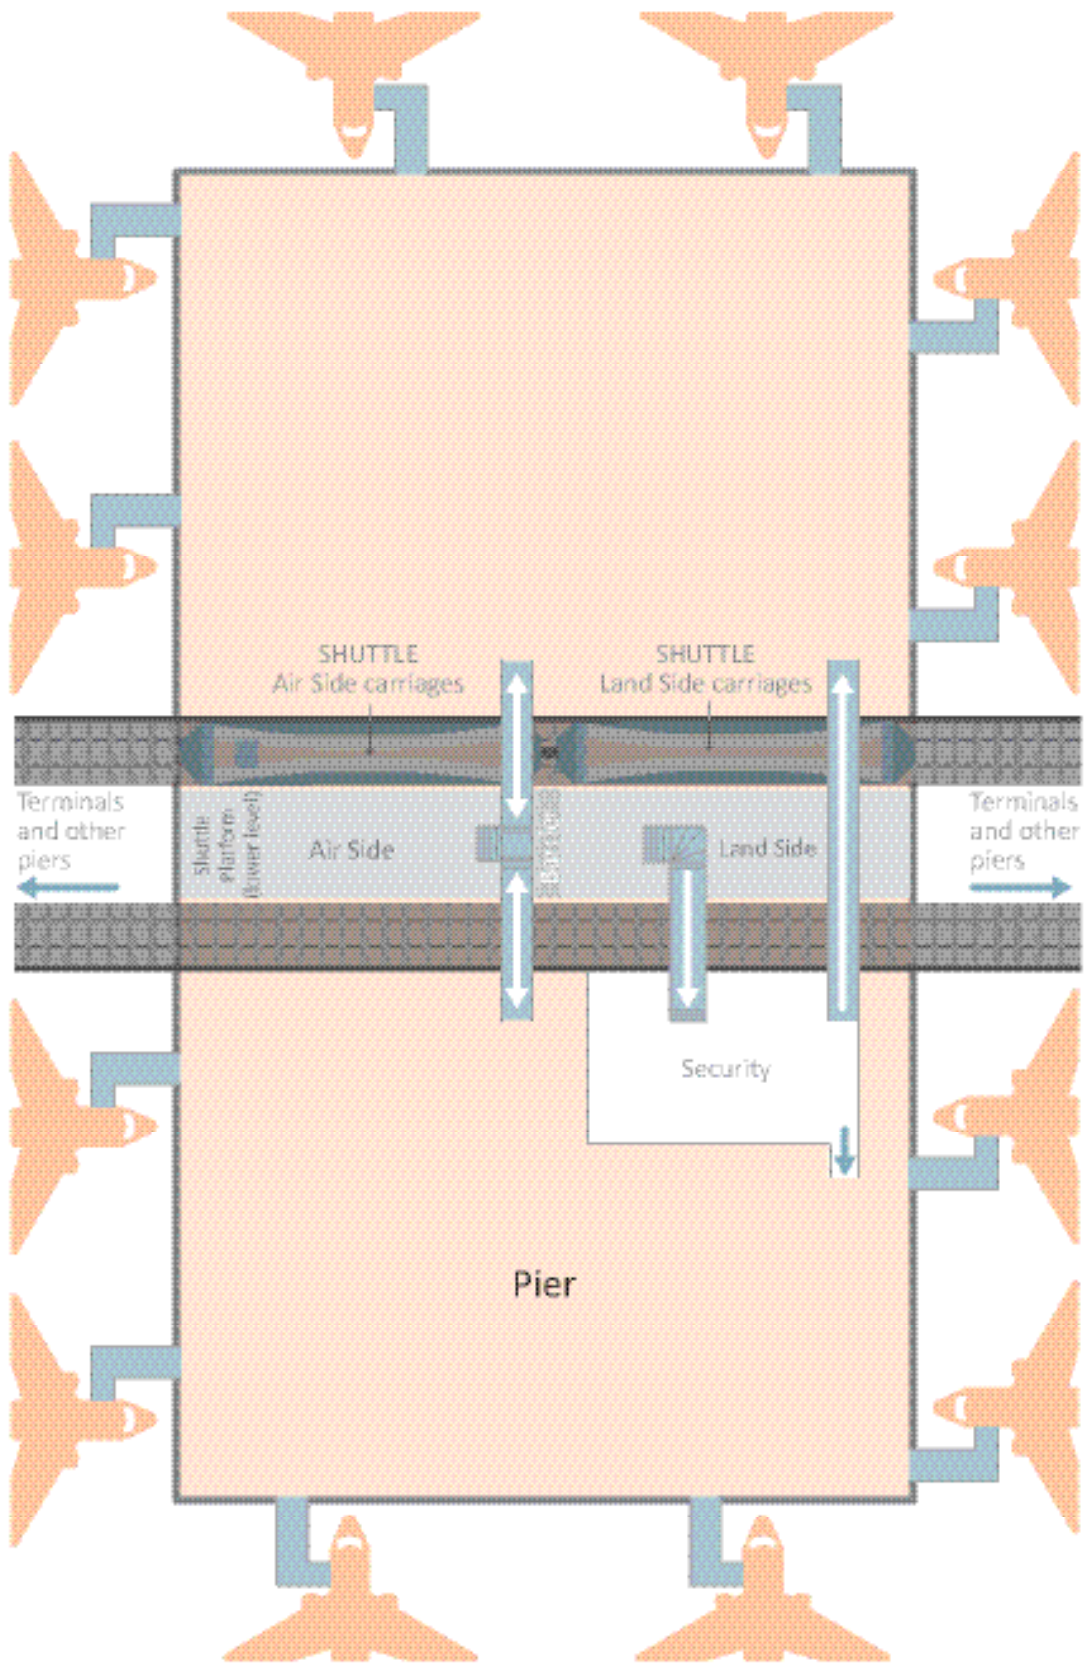 SHUTTLE
Air Side carriages
SHUTTLE
Land Side carriages
Terminals
and other
piers
Shuttle
Platform
(lower level)
Air Side
Land Side
Terminals
and other
piers
Security
Pier